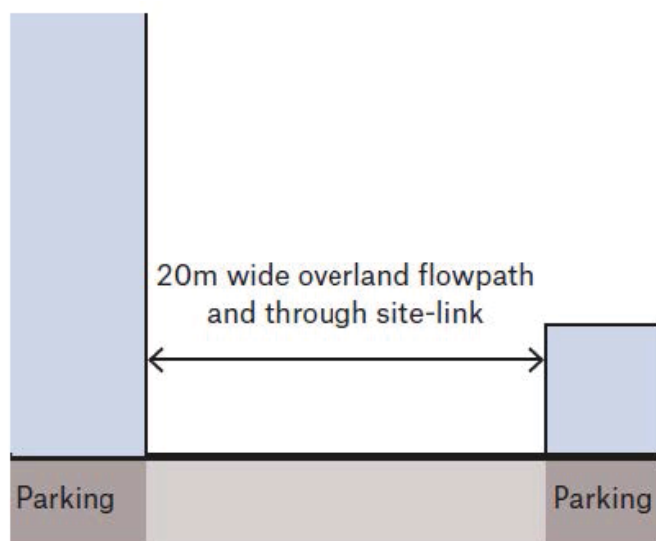 20m wide overland flowpath
and through site-link
Parking
Parking